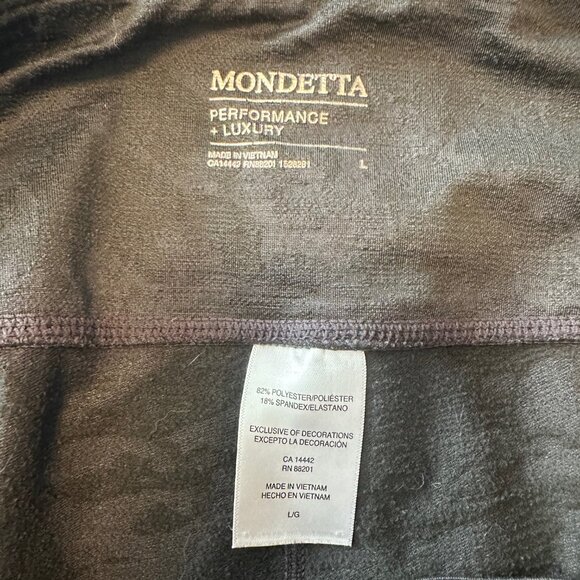 MONDETTA
PERFORMANCE
+ LUXURY
MADE IN VIETNAM
CA14442 RN88201 1528281 L
82% POLYESTER/POLIÉSTER
18% SPANDEX/ELASTANO
EXCLUSIVE OF DECORATIONS
EXCEPTO LA DECORACIÓN
CA 14442
RN 88201
MADE IN VIETNAM
HECHO EN VIETNAM
L/G